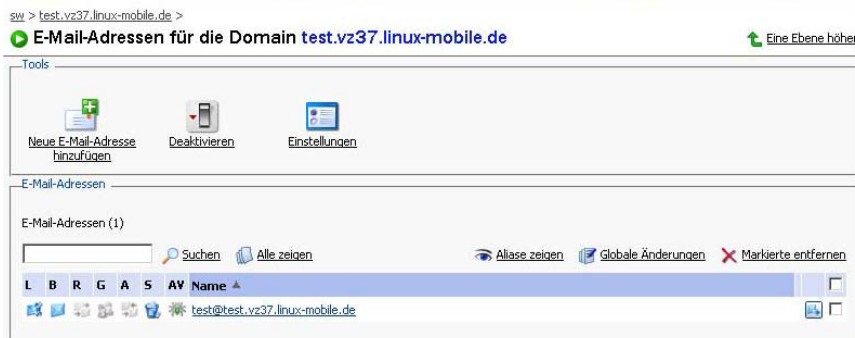 sw > test.vz37.linux-mobile.de >
E-Mail-Adressen für die Domain test.vz37.linux-mobile.de
Eine Ebene höher
Tools
Neue E-Mail-Adresse hinzufügen
Deaktivieren
Einstellungen
E-Mail-Adressen
E-Mail-Adressen (1)
Suchen Alle zeigen Aliase zeigen Globale Änderungen Markierte entfernen
L B R G A S AV Name
test@test.vz37.linux-mobile.de